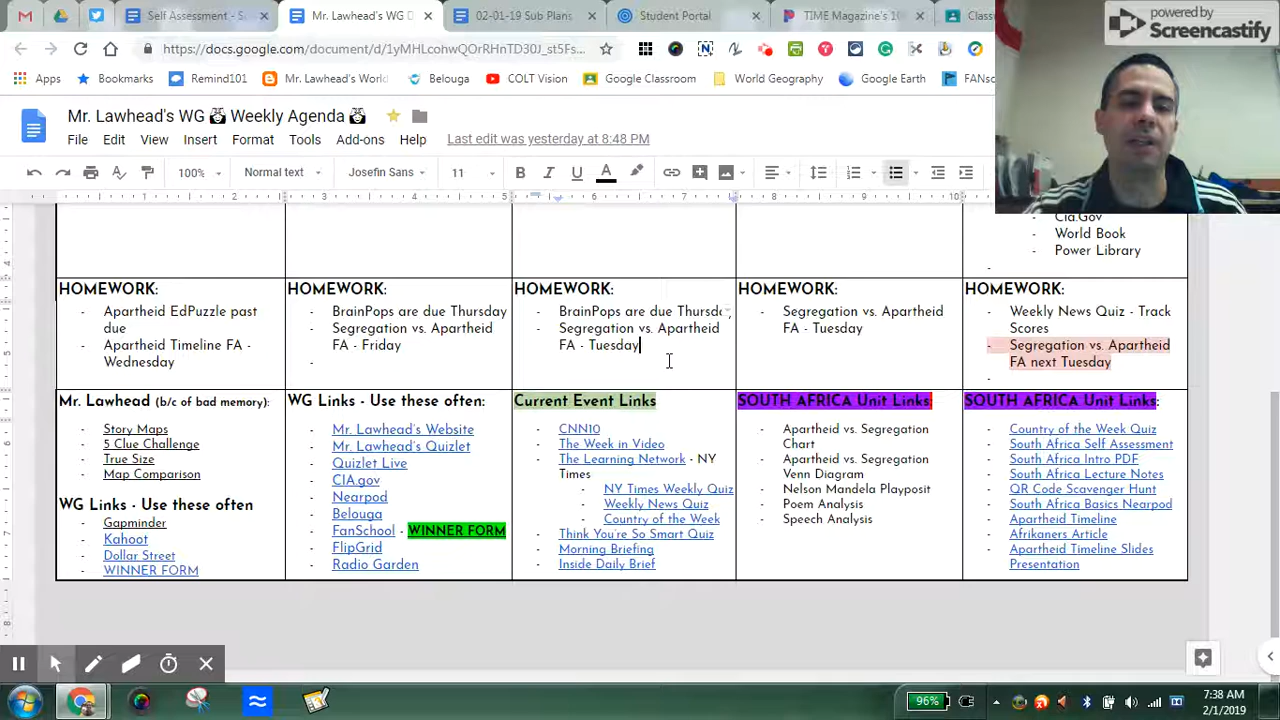 Self Assessment - S
Mr. Lawhead's WG D
02-01-19 Sub Plans
Student Portal
TIME Magazine's 10
Class
powered by
Screencastify
https://docs.google.com/document/d/1yMHLcohwQOrRHnTD30J_st5Fs...
Apps
Bookmarks
Remind101
Mr. Lawhead's World
Belouga
COLT Vision
Google Classroom
World Geography
Google Earth
FANsc
Mr. Lawhead's WG 🐼 Weekly Agenda 🐼
File Edit View Insert Format Tools Add-ons Help Last edit was yesterday at 8:48 PM
100% Normal text Josefin Sans 11
Cia.Gov
- World Book
- Power Library
-
HOMEWORK:
- Apartheid EdPuzzle past
due
- Apartheid Timeline FA -
Wednesday
HOMEWORK:
- BrainPops are due Thursday
- Segregation vs. Apartheid
FA - Friday
-
HOMEWORK:
- BrainPops are due Thursda
- Segregation vs. Apartheid
FA - Tuesday
HOMEWORK:
- Segregation vs. Apartheid
FA - Tuesday
HOMEWORK:
- Weekly News Quiz - Track
Scores
- Segregation vs. Apartheid
FA next Tuesday
-
Mr. Lawhead (b/c of bad memory):
- Story Maps
- 5 Clue Challenge
- True Size
- Map Comparison
WG Links - Use these often
- Gapminder
- Kahoot
- Dollar Street
- WINNER FORM
WG Links - Use these often:
- Mr. Lawhead's Website
- Mr. Lawhead's Quizlet
- Quizlet Live
- CIA.gov
- Nearpod
- Belouga
- FanSchool - WINNER FORM
- FlipGrid
- Radio Garden
Current Event Links
- CNN10
- The Week in Video
- The Learning Network - NY
Times
- NY Times Weekly Quiz
- Weekly News Quiz
- Country of the Week
- Think You're So Smart Quiz
- Morning Briefing
- Inside Daily Brief
SOUTH AFRICA Unit Links:
- Apartheid vs. Segregation
Chart
- Apartheid vs. Segregation
Venn Diagram
- Nelson Mandela Playposit
- Poem Analysis
- Speech Analysis
SOUTH AFRICA Unit Links:
- Country of the Week Quiz
- South Africa Self Assessment
- South Africa Intro PDF
- South Africa Lecture Notes
- QR Code Scavenger Hunt
- South Africa Basics Nearpod
- Apartheid Timeline
- Afrikaners Article
- Apartheid Timeline Slides
Presentation
96%
7:38 AM
2/1/2019